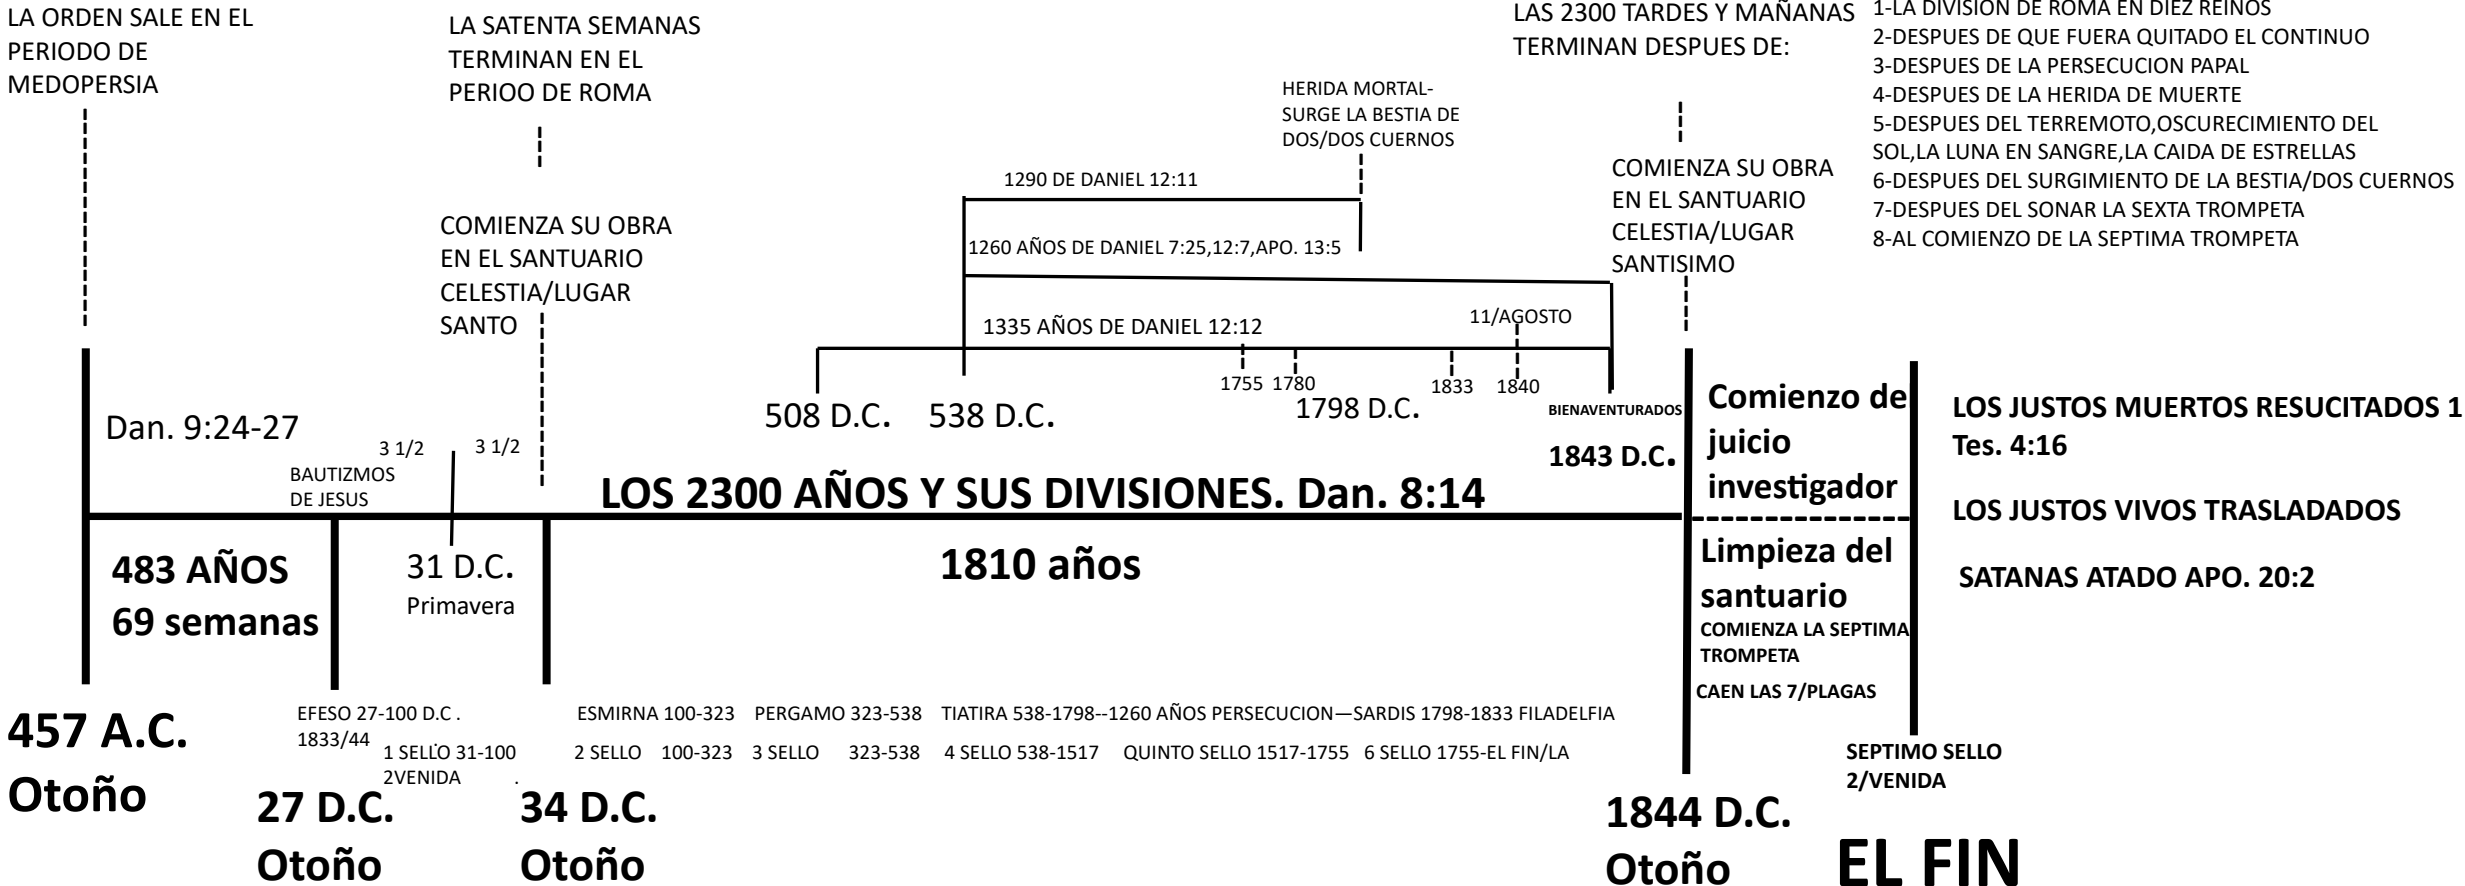 LA ORDEN SALE EN EL
PERIODO DE
MEDOPERSIA
LA SATENTA SEMANAS
TERMINAN EN EL
PERIOO DE ROMA
COMIENZA SU OBRA
EN EL SANTUARIO
CELESTIA/LUGAR
SANTO
HERIDA MORTAL-
SURGE LA BESTIA DE
DOS/DOS CUERNOS
LAS 2300 TARDES Y MAÑANAS
TERMINAN DESPUES DE:
1-LA DIVISION DE ROMA EN DIEZ REINOS
2-DESPUES DE QUE FUERA QUITADO EL CONTINUO
3-DESPUES DE LA PERSECUCION PAPAL
4-DESPUES DE LA HERIDA DE MUERTE
5-DESPUES DEL TERREMOTO,OSCURECIMIENTO DEL
SOL,LA LUNA EN SANGRE,LA CAIDA DE ESTRELLAS
6-DESPUES DEL SURGIMIENTO DE LA BESTIA/DOS CUERNOS
7-DESPUES DEL SONAR LA SEXTA TROMPETA
8-AL COMIENZO DE LA SEPTIMA TROMPETA
COMIENZA SU OBRA
EN EL SANTUARIO
CELESTIA/LUGAR
SANTISIMO
1290 DE DANIEL 12:11
1260 AÑOS DE DANIEL 7:25,12:7,APO. 13:5
1335 AÑOS DE DANIEL 12:12
11/AGOSTO
1755 1780 1833 1840
508 D.C. 538 D.C. 1798 D.C.
BIENAVENTURADOS
1843 D.C.
Dan. 9:24-27
3 1/2 3 1/2
BAUTIZMOS
DE JESUS
LOS 2300 AÑOS Y SUS DIVISIONES. Dan. 8:14
Comienzo de
juicio
investigador
LOS JUSTOS MUERTOS RESUCITADOS 1
Tes. 4:16
LOS JUSTOS VIVOS TRASLADADOS
SATANAS ATADO APO. 20:2
483 AÑOS
69 semanas
31 D.C.
Primavera
1810 años
Limpieza del
santuario
COMIENZA LA SEPTIMA
TROMPETA
CAEN LAS 7/PLAGAS
EFESO 27-100 D.C . ESMIRNA 100-323 PERGAMO 323-538 TIATIRA 538-1798--1260 AÑOS PERSECUCION—SARDIS 1798-1833 FILADELFIA
1833/44
1 SELLO 31-100 2 SELLO 100-323 3 SELLO 323-538 4 SELLO 538-1517 QUINTO SELLO 1517-1755 6 SELLO 1755-EL FIN/LA
2VENIDA .
SEPTIMO SELLO
2/VENIDA
457 A.C.
Otoño
27 D.C.
Otoño
34 D.C.
Otoño
1844 D.C.
Otoño
EL FIN